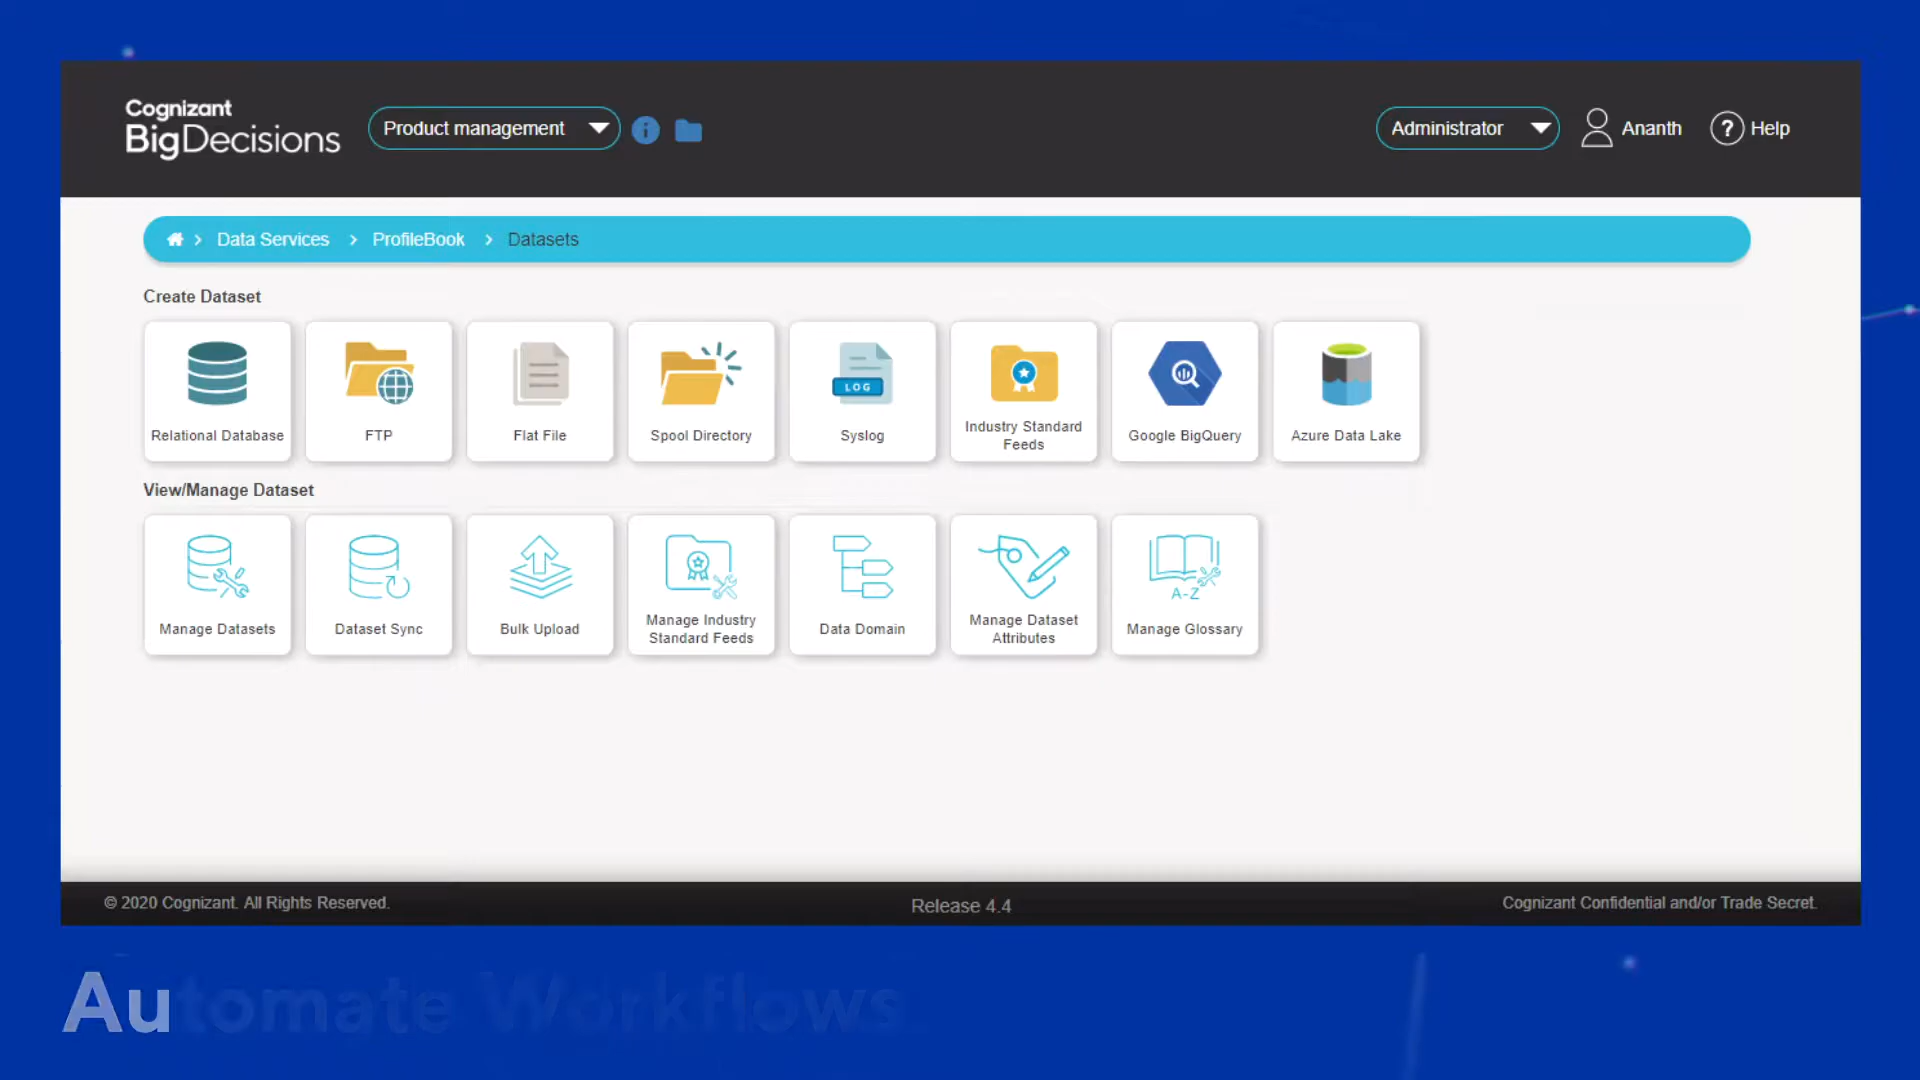 Cognizant
BigDecisions
Product management
i
Administrator
Ananth
? Help
Data Services > ProfileBook > Datasets
Create Dataset
Relational Database
FTP
Flat File
Spool Directory
LOG
Syslog
Industry Standard
Feeds
Google BigQuery
Azure Data Lake
View/Manage Dataset
Manage Datasets
Dataset Sync
Bulk Upload
Manage Industry
Standard Feeds
Data Domain
Manage Dataset
Attributes
A-Z
Manage Glossary
© 2020 Cognizant. All Rights Reserved.
Release 4.4
Cognizant Confidential and/or Trade Secret.
Automate Workflows